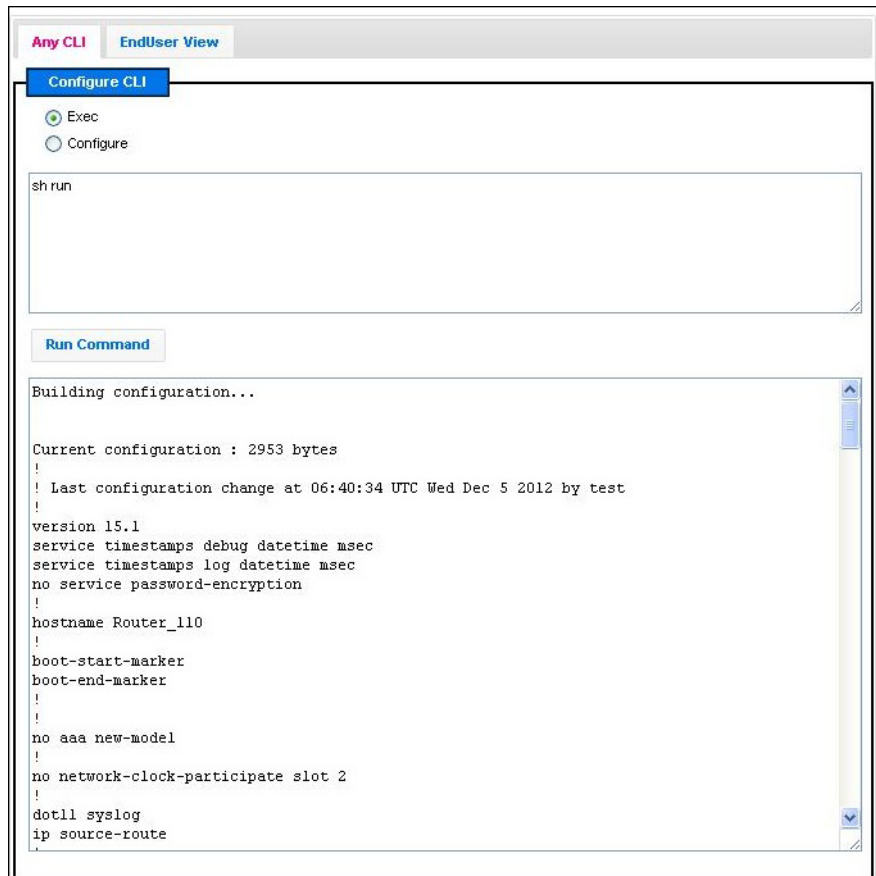 Any CLI
EndUser View
Configure CLI
Exec
Configure
sh run
Run Command
Building configuration...
Current configuration : 2953 bytes
!
! Last configuration change at 06:40:34 UTC Wed Dec 5 2012 by test
!
version 15.1
service timestamps debug datetime msec
service timestamps log datetime msec
no service password-encryption
!
hostname Router_110
!
boot-start-marker
boot-end-marker
!
!
no aaa new-model
!
no network-clock-participate slot 2
!
dot11 syslog
ip source-route